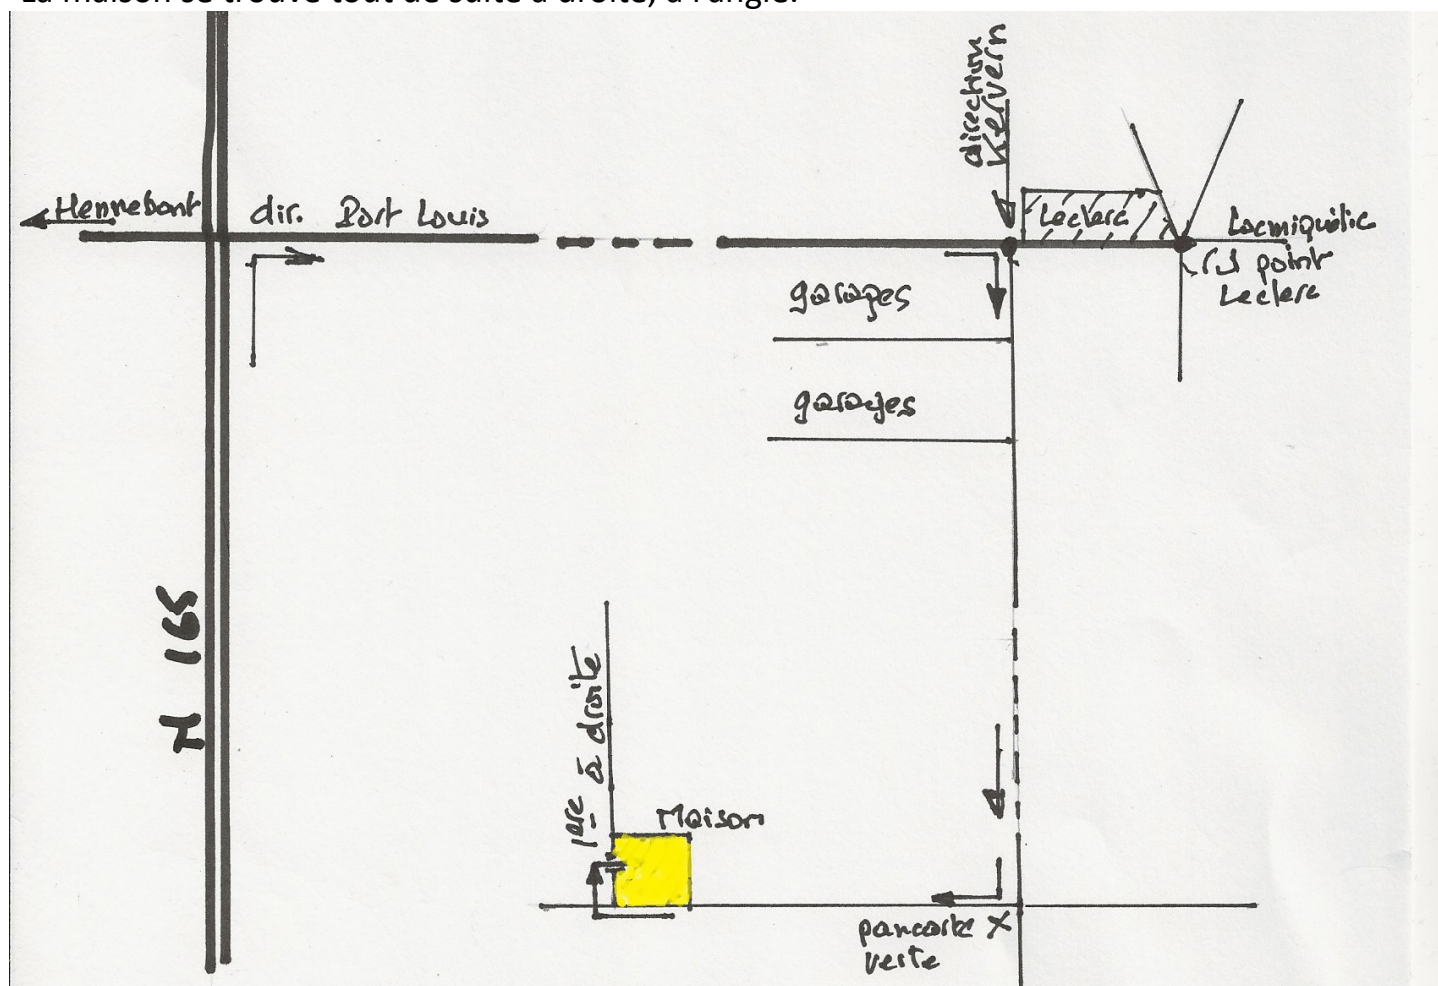 La maison se trouve tout de suite à droite, à l'angle.
direction
Kervern
Hennebont
dir. Port Louis
Leclerc
Locmiquélic
rd point
Leclerc
garages
garages
N 165
1ère à droite
Maison
pancarte X
verte